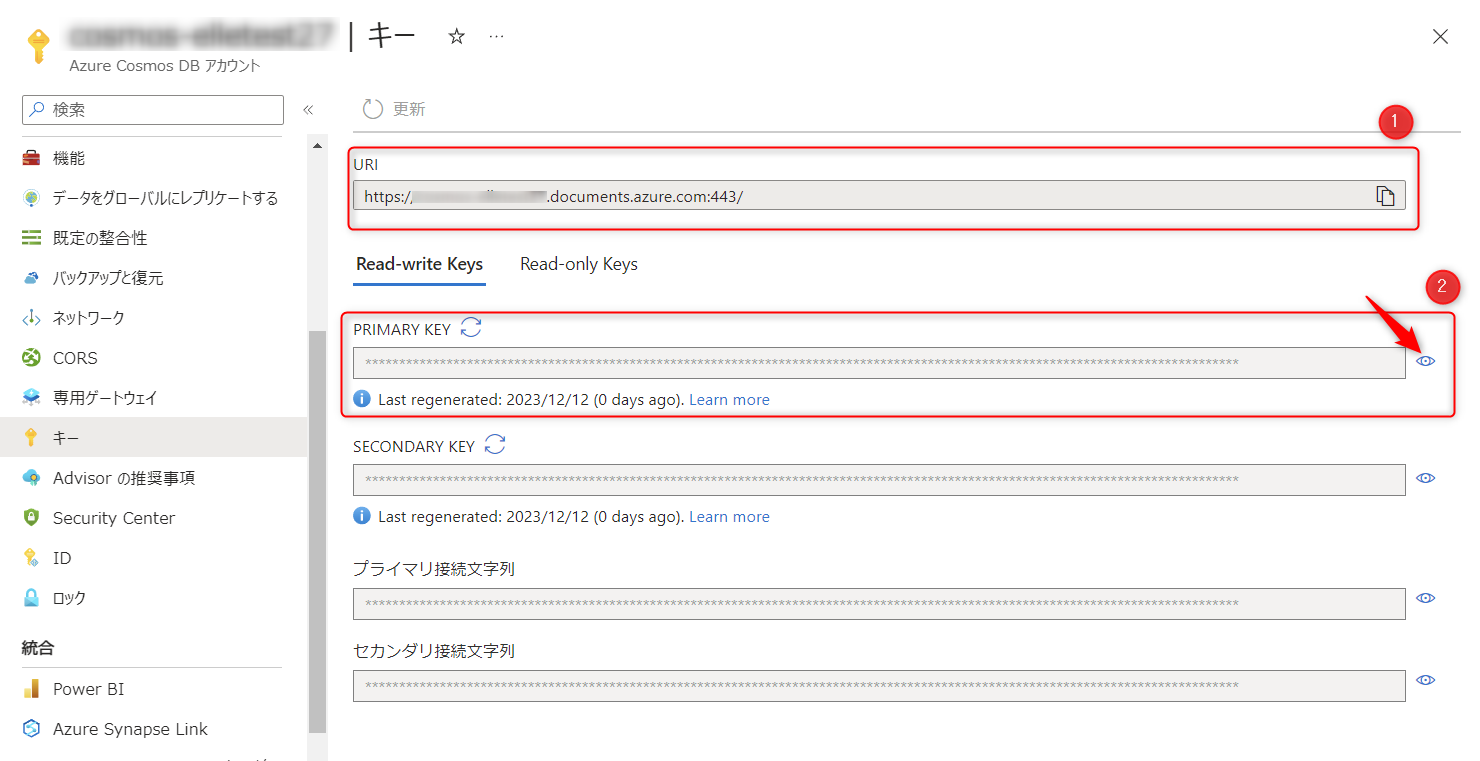 | キー ☆ ...
Azure Cosmos DB アカウント
検索
«
機能
データをグローバルにレプリケートする
既定の整合性
バックアップと復元
ネットワーク
CORS
専用ゲートウェイ
キー
Advisor の推奨事項
Security Center
ID
ロック
統合
Power BI
Azure Synapse Link
更新
1
URI
https://
.documents.azure.com:443/
Read-write Keys Read-only Keys
2
PRIMARY KEY
**********************************************************************************************************************************
Last regenerated: 2023/12/12 (0 days ago). Learn more
SECONDARY KEY
**********************************************************************************************************************************
Last regenerated: 2023/12/12 (0 days ago). Learn more
プライマリ接続文字列
**********************************************************************************************************************************
セカンダリ接続文字列
**********************************************************************************************************************************